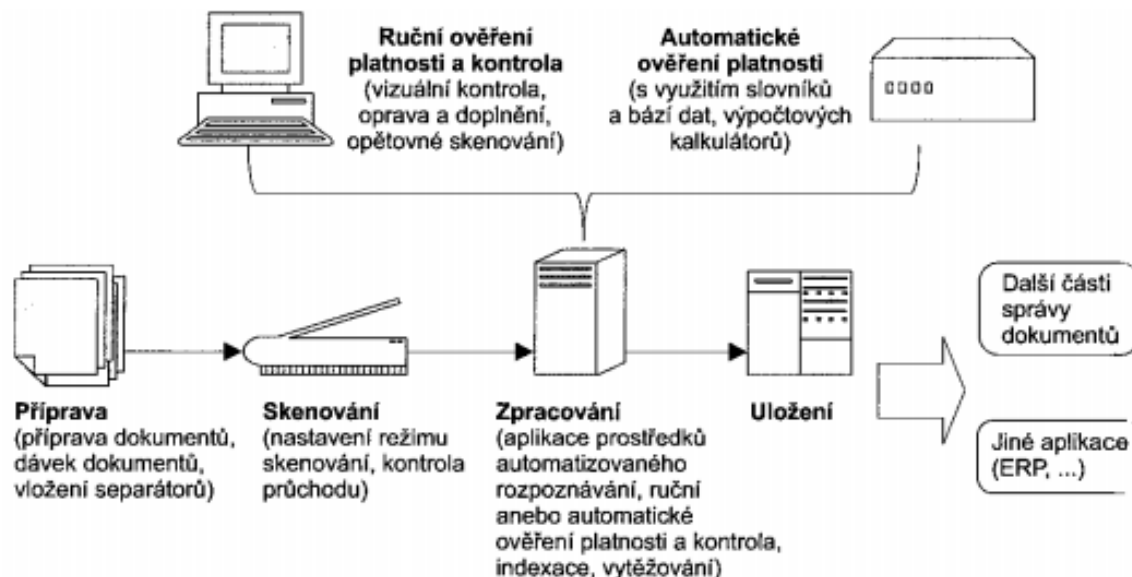 Ruční ověření
platnosti a kontrola
(vizuální kontrola,
oprava a doplnění,
opětovné skenování)
Automatické
ověření platnosti
(s využitím slovníků
a bází dat, výpočtových
kalkulátorů)
Příprava
(příprava dokumentů,
dávek dokumentů,
vložení separátorů)
Skenování
(nastavení režimu
skenování, kontrola
průchodu)
Zpracování
(aplikace prostředků
automatizovaného
rozpoznávání, ruční
anebo automatické
ověření platnosti a kontrola,
indexace, vytěžování)
Uložení
Další části
správy
dokumentů
Jiné aplikace
(ERP, ...)